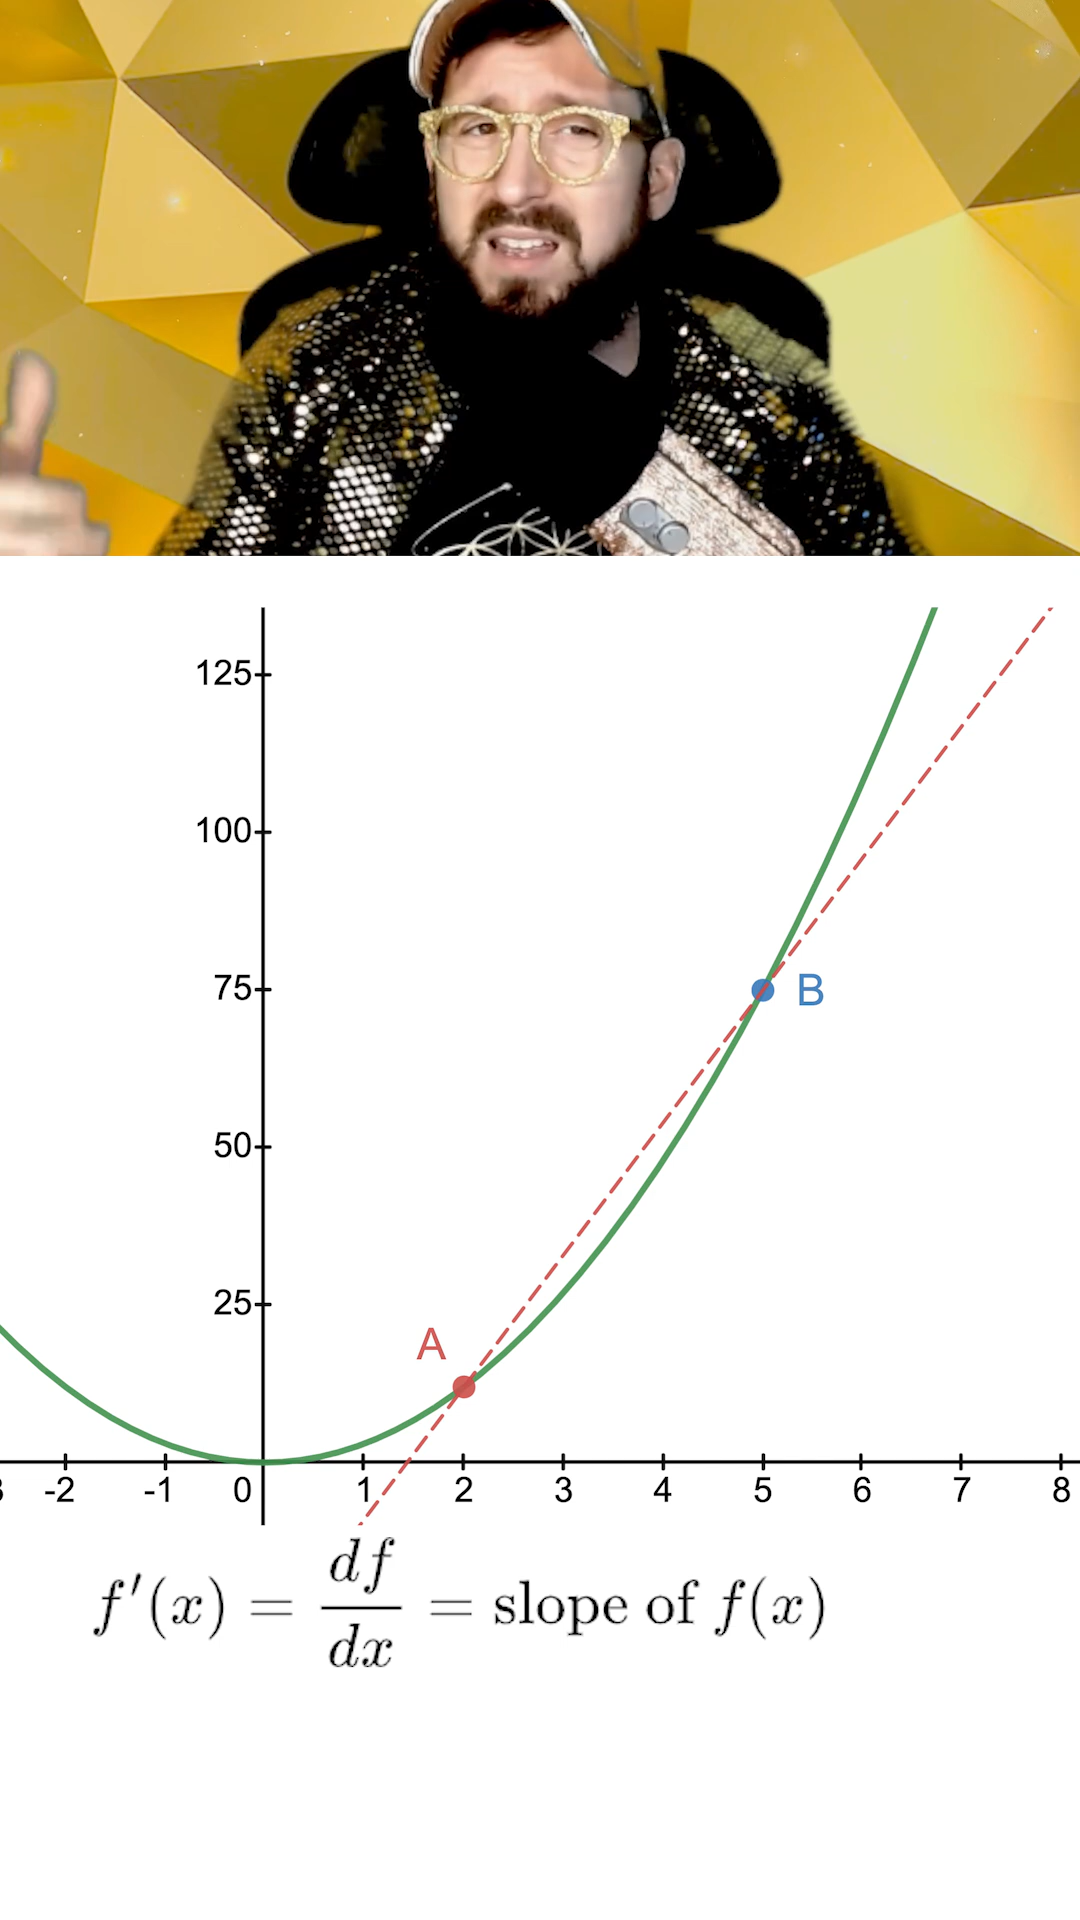 125
100
75
B
50
25
A
-2 -1 0 1 2 3 4 5 6 7 8
f′(x) = df/dx = slope of f(x)